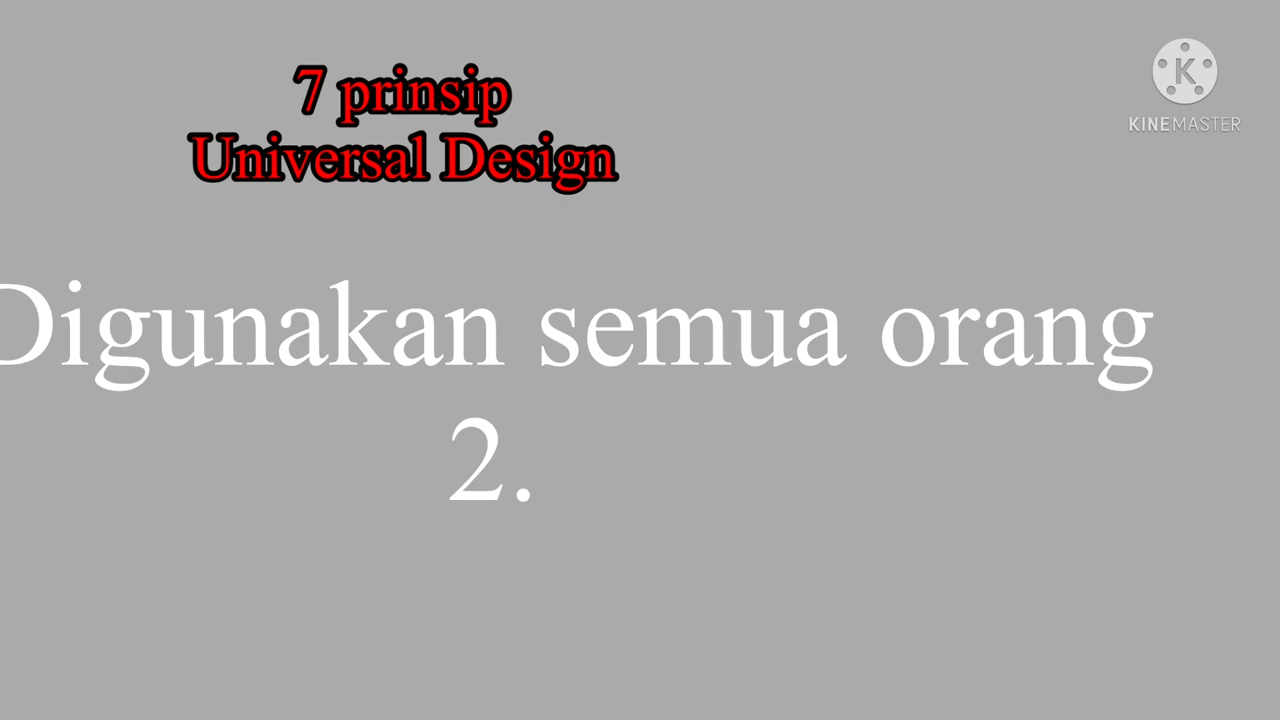 7 prinsip
Universal Design
KINEMASTER
Digunakan semua orang
2.